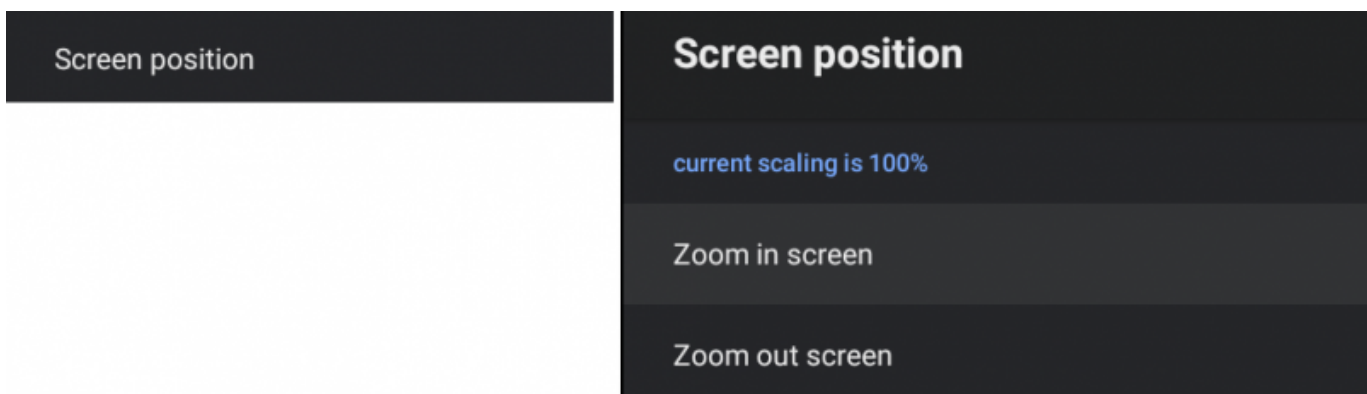 Screen position
Screen position
current scaling is 100%
Zoom in screen
Zoom out screen